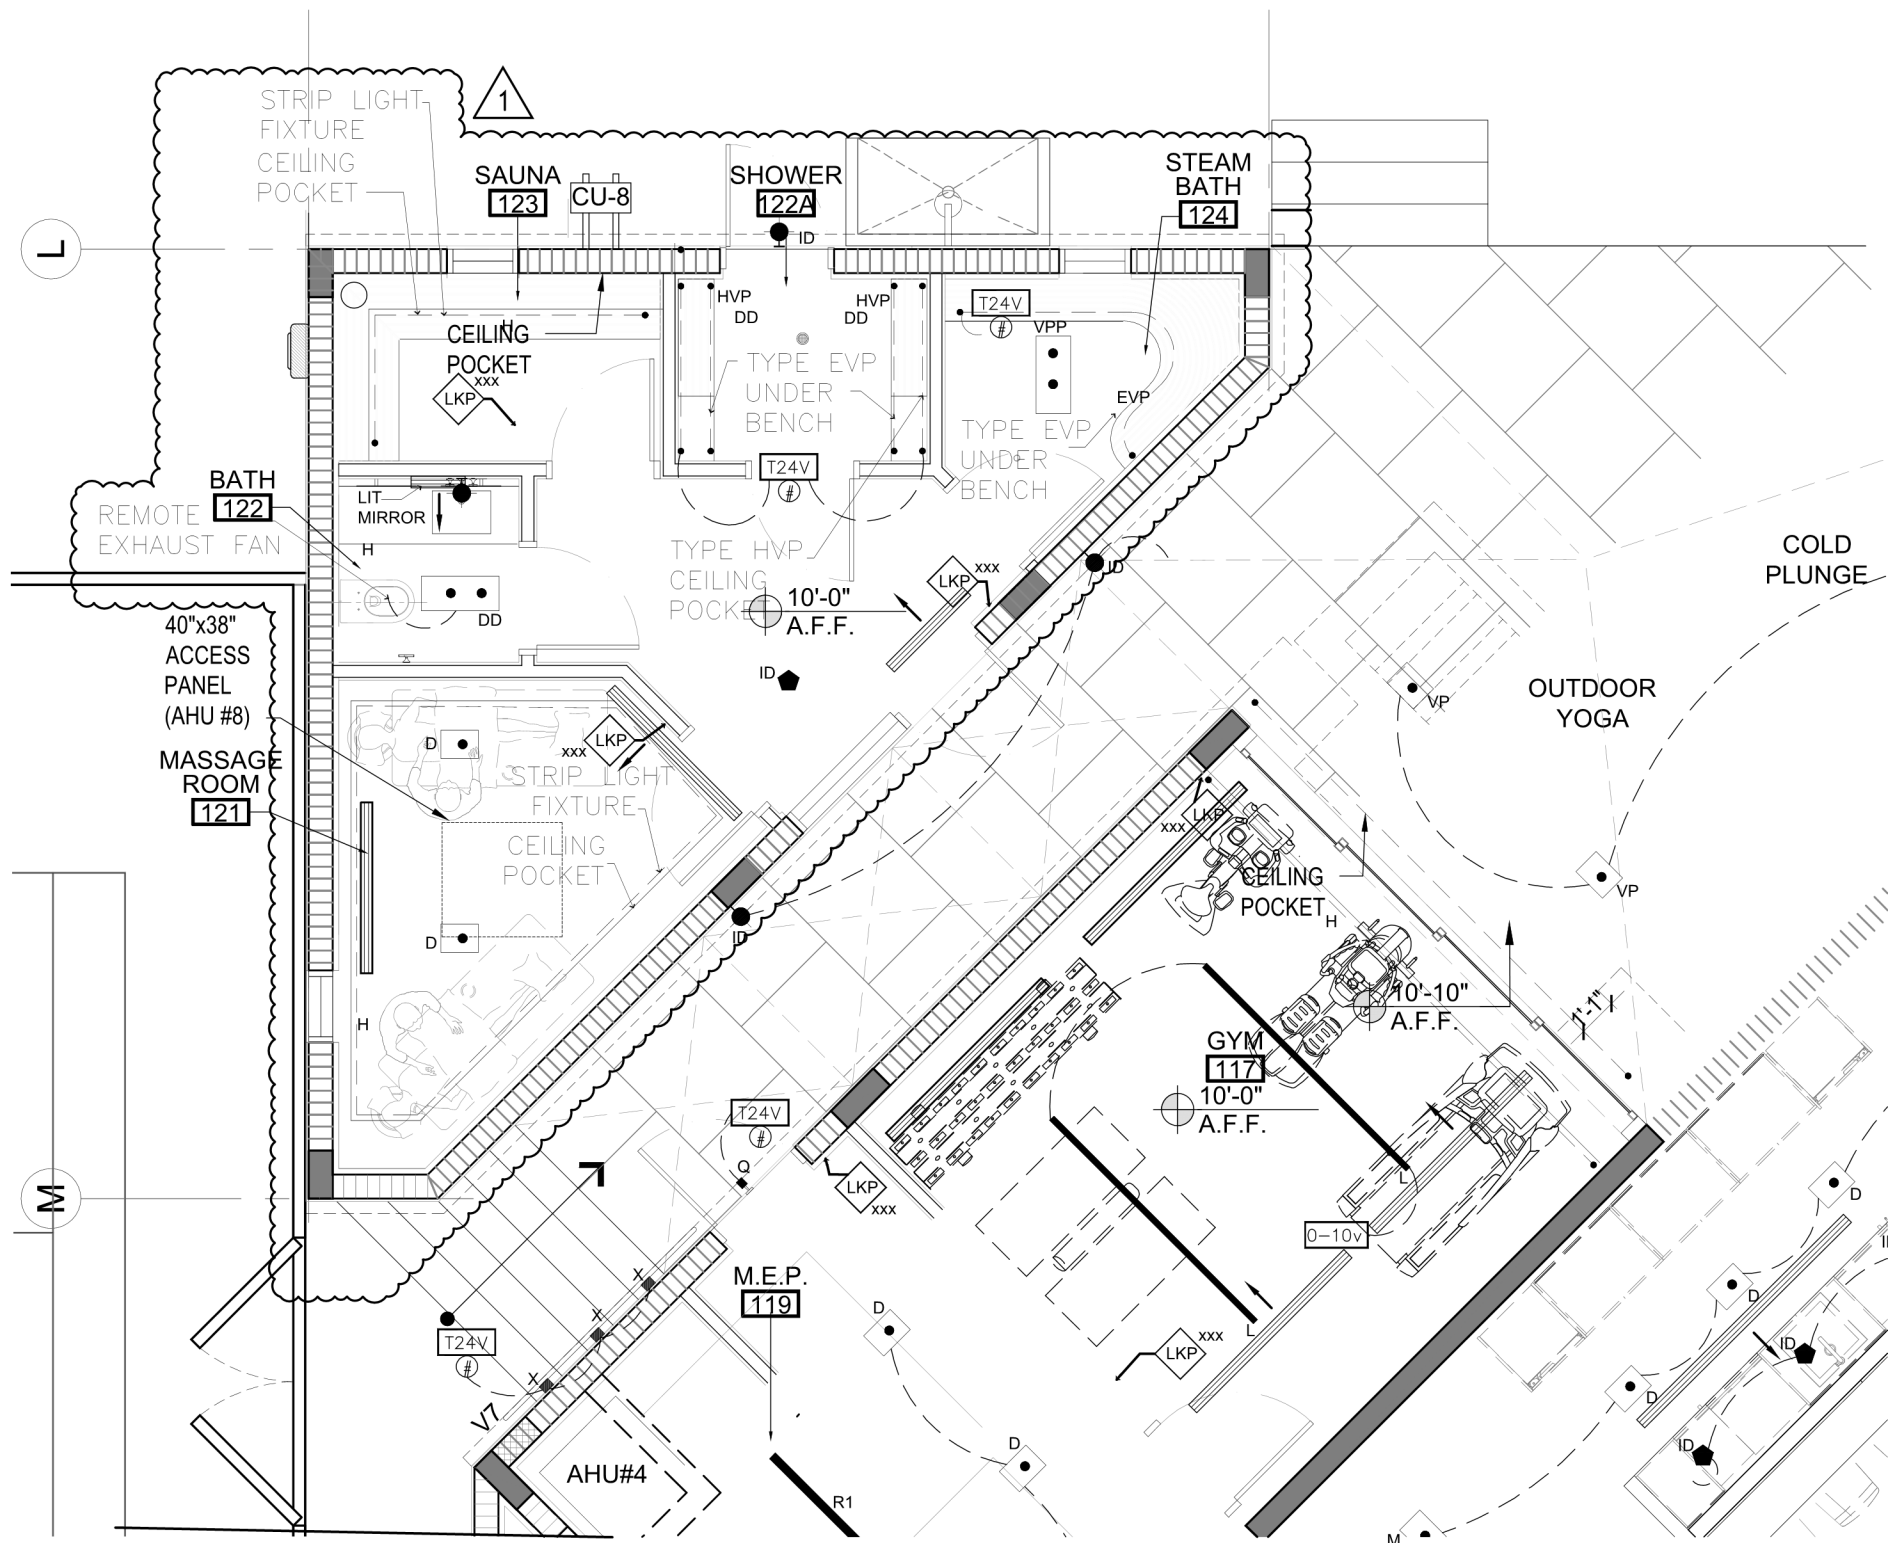 STRIP LIGHT
FIXTURE
CEILING
POCKET
1
SAUNA
123
CU-8
SHOWER
122A
ID
STEAM
BATH
124
L
HVP
DD
HVP
DD
T24V
#
VPP
H
CEILING
POCKET
xxx
LKP
TYPE EVP
UNDER
BENCH
EVP
TYPE EVP
UNDER
BENCH
T24V
#
BATH
122
REMOTE
EXHAUST FAN
LIT
MIRROR
H
DD
TYPE HVP
CEILING
POCKET
10'-0"
A.F.F.
LKP
xxx
ID
COLD
PLUNGE
40"x38"
ACCESS
PANEL
(AHU #8)
ID
OUTDOOR
YOGA
VP
VP
MASSAGE
ROOM
121
D
xxx
LKP
STRIP LIGHT
FIXTURE
CEILING
POCKET
D
H
ID
LKP
xxx
CEILING
POCKET
H
10'-10"
A.F.F.
1'-1"
GYM
117
10'-0"
A.F.F.
T24V
#
Q
LKP
xxx
L
0-10v
M
M.E.P.
119
X
X
X
T24V
#
V7
D
L
xxx
LKP
D
D
D
ID
ID
D
AHU#4
R1
M